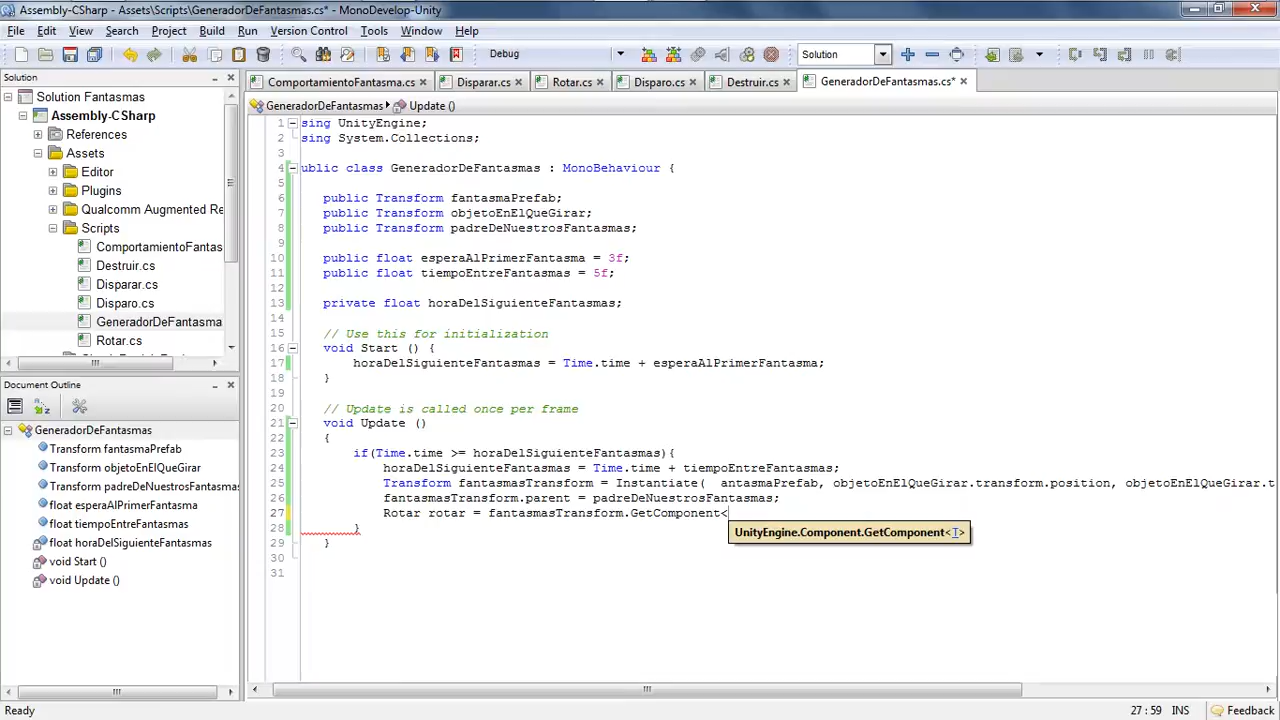 Assembly-CSharp - Assets\Scripts\GeneradorDeFantasmas.cs* - MonoDevelop-Unity
File Edit View Search Project Build Run Version Control Tools Window Help
Debug Solution
Solution
ComportamientoFantasma.cs Disparar.cs Rotar.cs Disparo.cs Destruir.cs GeneradorDeFantasmas.cs*
Solution Fantasmas
Assembly-CSharp
References
Assets
Editor
Plugins
Qualcomm Augmented Re
Scripts
ComportamientoFantas
Destruir.cs
Disparar.cs
Disparo.cs
GeneradorDeFantasma
Rotar.cs
Document Outline
GeneradorDeFantasmas
Transform fantasmaPrefab
Transform objetoEnElQueGirar
Transform padreDeNuestrosFantasmas
float esperaAlPrimerFantasma
float tiempoEntreFantasmas
float horaDelSiguienteFantasmas
void Start ()
void Update ()
GeneradorDeFantasmas Update ()
1 sing UnityEngine;
2 sing System.Collections;
3
4 ublic class GeneradorDeFantasmas : MonoBehaviour {
5
6 public Transform fantasmaPrefab;
7 public Transform objetoEnElQueGirar;
8 public Transform padreDeNuestrosFantasmas;
9
10 public float esperaAlPrimerFantasma = 3f;
11 public float tiempoEntreFantasmas = 5f;
12
13 private float horaDelSiguienteFantasmas;
14
15 // Use this for initialization
16 void Start () {
17 horaDelSiguienteFantasmas = Time.time + esperaAlPrimerFantasma;
18 }
19
20 // Update is called once per frame
21 void Update ()
22 {
23 if(Time.time >= horaDelSiguienteFantasmas){
24 horaDelSiguienteFantasmas = Time.time + tiempoEntreFantasmas;
25 Transform fantasmasTransform = Instantiate( antasmaPrefab, objetoEnElQueGirar.transform.position, objetoEnElQueGirar.t
26 fantasmasTransform.parent = padreDeNuestrosFantasmas;
27 Rotar rotar = fantasmasTransform.GetComponent<
28 }
UnityEngine.Component.GetComponent<T>
29 }
30
31
Ready 27 : 59 INS Feedback